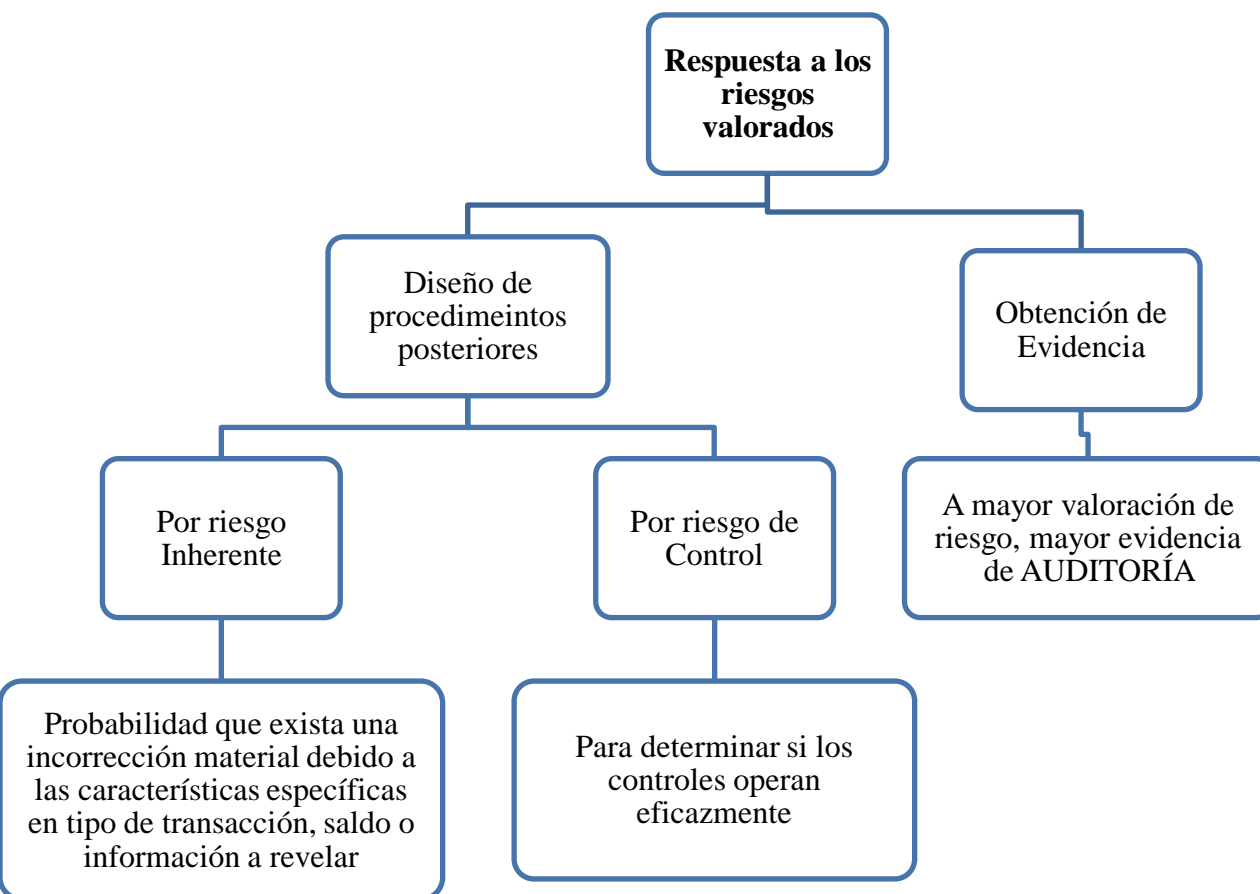 Respuesta a los
riesgos
valorados
Diseño de
procedimeintos
posteriores
Obtención de
Evidencia
Por riesgo
Inherente
Por riesgo de
Control
A mayor valoración de
riesgo, mayor evidencia
de AUDITORÍA
Probabilidad que exista una
incorrección material debido a
las características específicas
en tipo de transacción, saldo o
información a revelar
Para determinar si los
controles operan
eficazmente